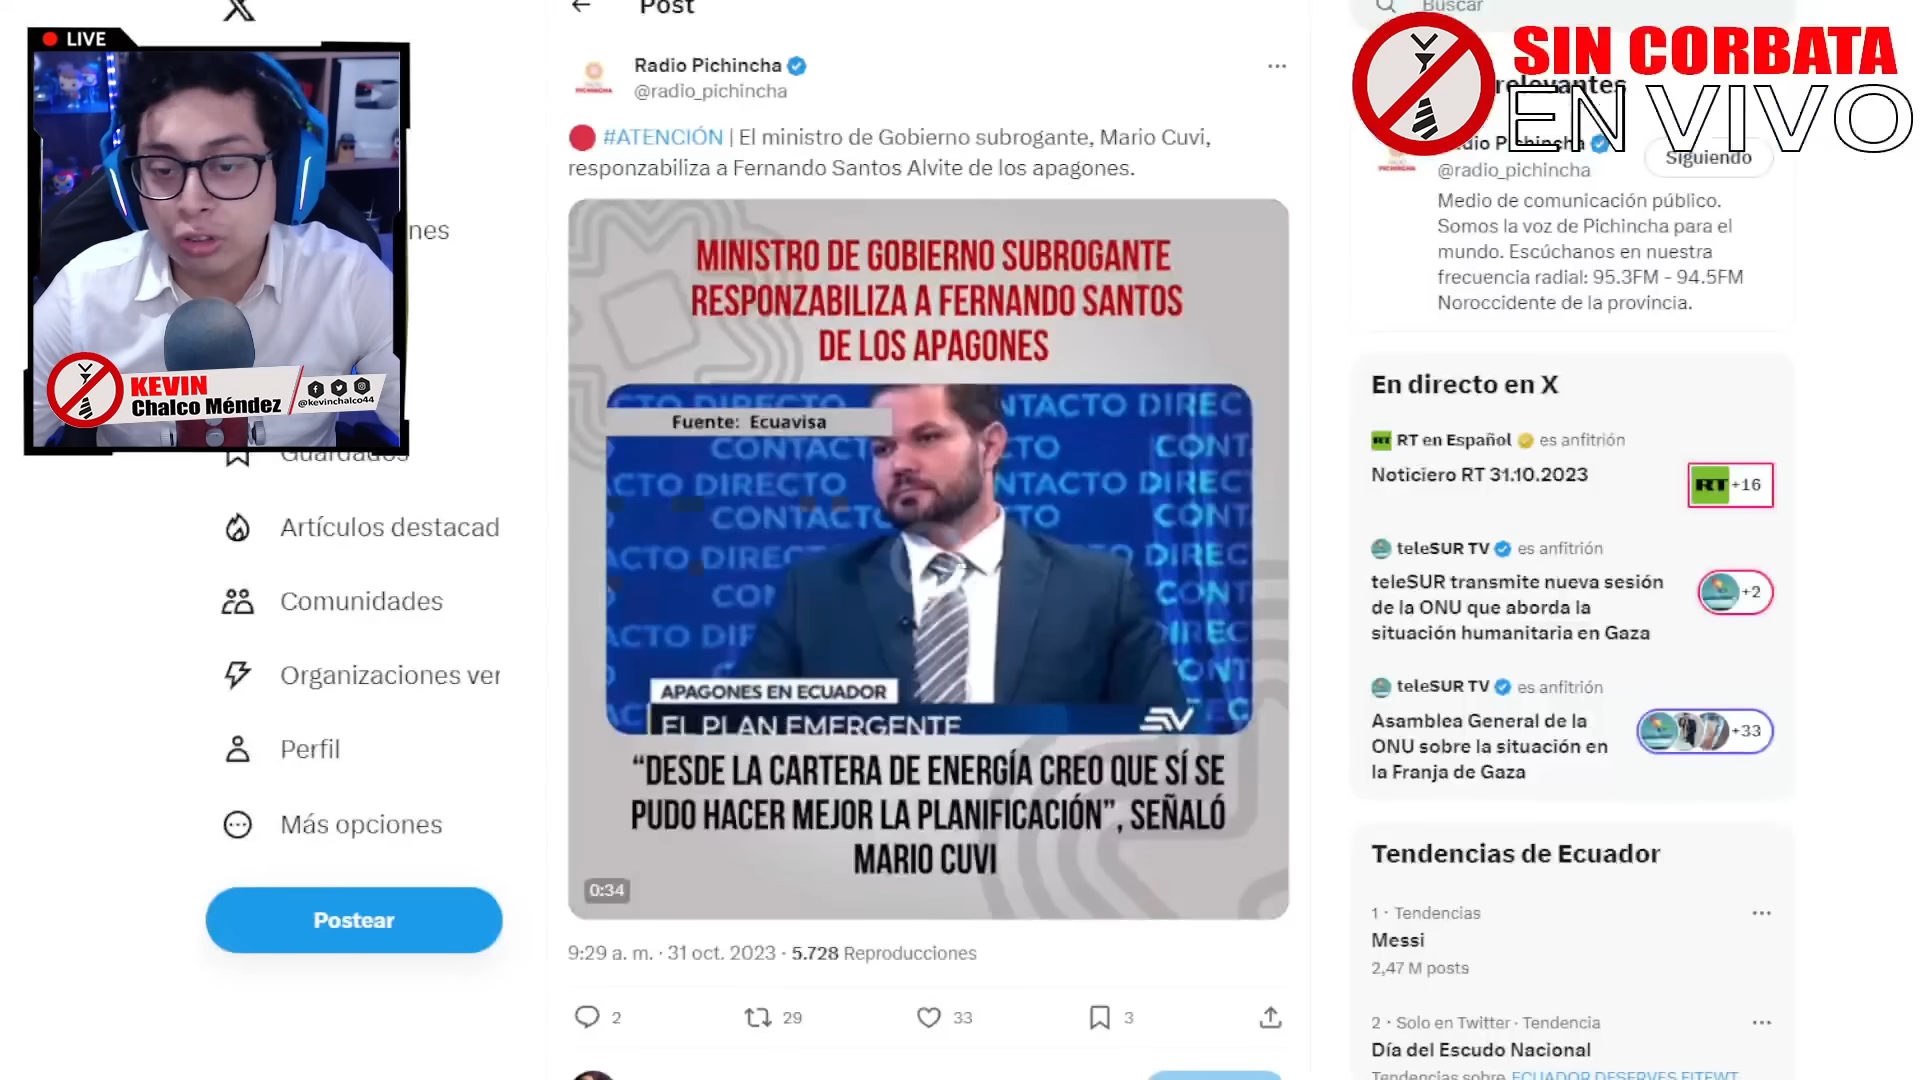 LIVE
KEVIN
Chalco Méndez
@kevinchalco44
nes
Guardados
Artículos destacad
Comunidades
Organizaciones ver
Perfil
Más opciones
Postear
Post
Radio Pichincha
@radio_pichincha
#ATENCIÓN | El ministro de Gobierno subrogante, Mario Cuvi,
responzabiliza a Fernando Santos Alvite de los apagones.
MINISTRO DE GOBIERNO SUBROGANTE
RESPONZABILIZA A FERNANDO SANTOS
DE LOS APAGONES
Fuente: Ecuavisa
CONTACTO DIRECTO
APAGONES EN ECUADOR
EL PLAN EMERGENTE
“DESDE LA CARTERA DE ENERGÍA CREO QUE SÍ SE
PUDO HACER MEJOR LA PLANIFICACIÓN”, SEÑALÓ
MARIO CUVI
0:34
9:29 a. m. · 31 oct. 2023 · 5.728 Reproducciones
2
29
33
3
Buscar
SIN CORBATA
EN VIVO
relevantes
Radio Pichincha
@radio_pichincha
Siguiendo
Medio de comunicación público.
Somos la voz de Pichincha para el
mundo. Escúchanos en nuestra
frecuencia radial: 95.3FM - 94.5FM
Noroccidente de la provincia.
En directo en X
RT en Español es anfitrión
Noticiero RT 31.10.2023
RT +16
teleSUR TV es anfitrión
teleSUR transmite nueva sesión
de la ONU que aborda la
situación humanitaria en Gaza
+2
teleSUR TV es anfitrión
Asamblea General de la
ONU sobre la situación en
la Franja de Gaza
+33
Tendencias de Ecuador
1 · Tendencias
Messi
2,47 M posts
2 · Solo en Twitter · Tendencia
Día del Escudo Nacional
Tendencias sobre ECUADOR DESERVES FITFWT